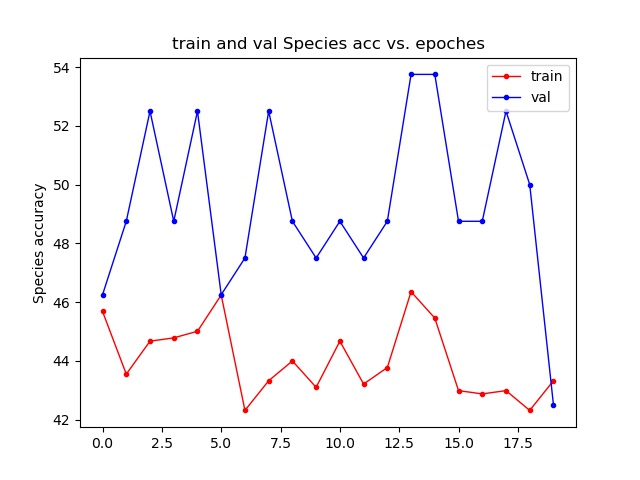 train and val Species acc vs. epoches
train
val
Species accuracy
54
52
50
48
46
44
42
0.0 2.5 5.0 7.5 10.0 12.5 15.0 17.5